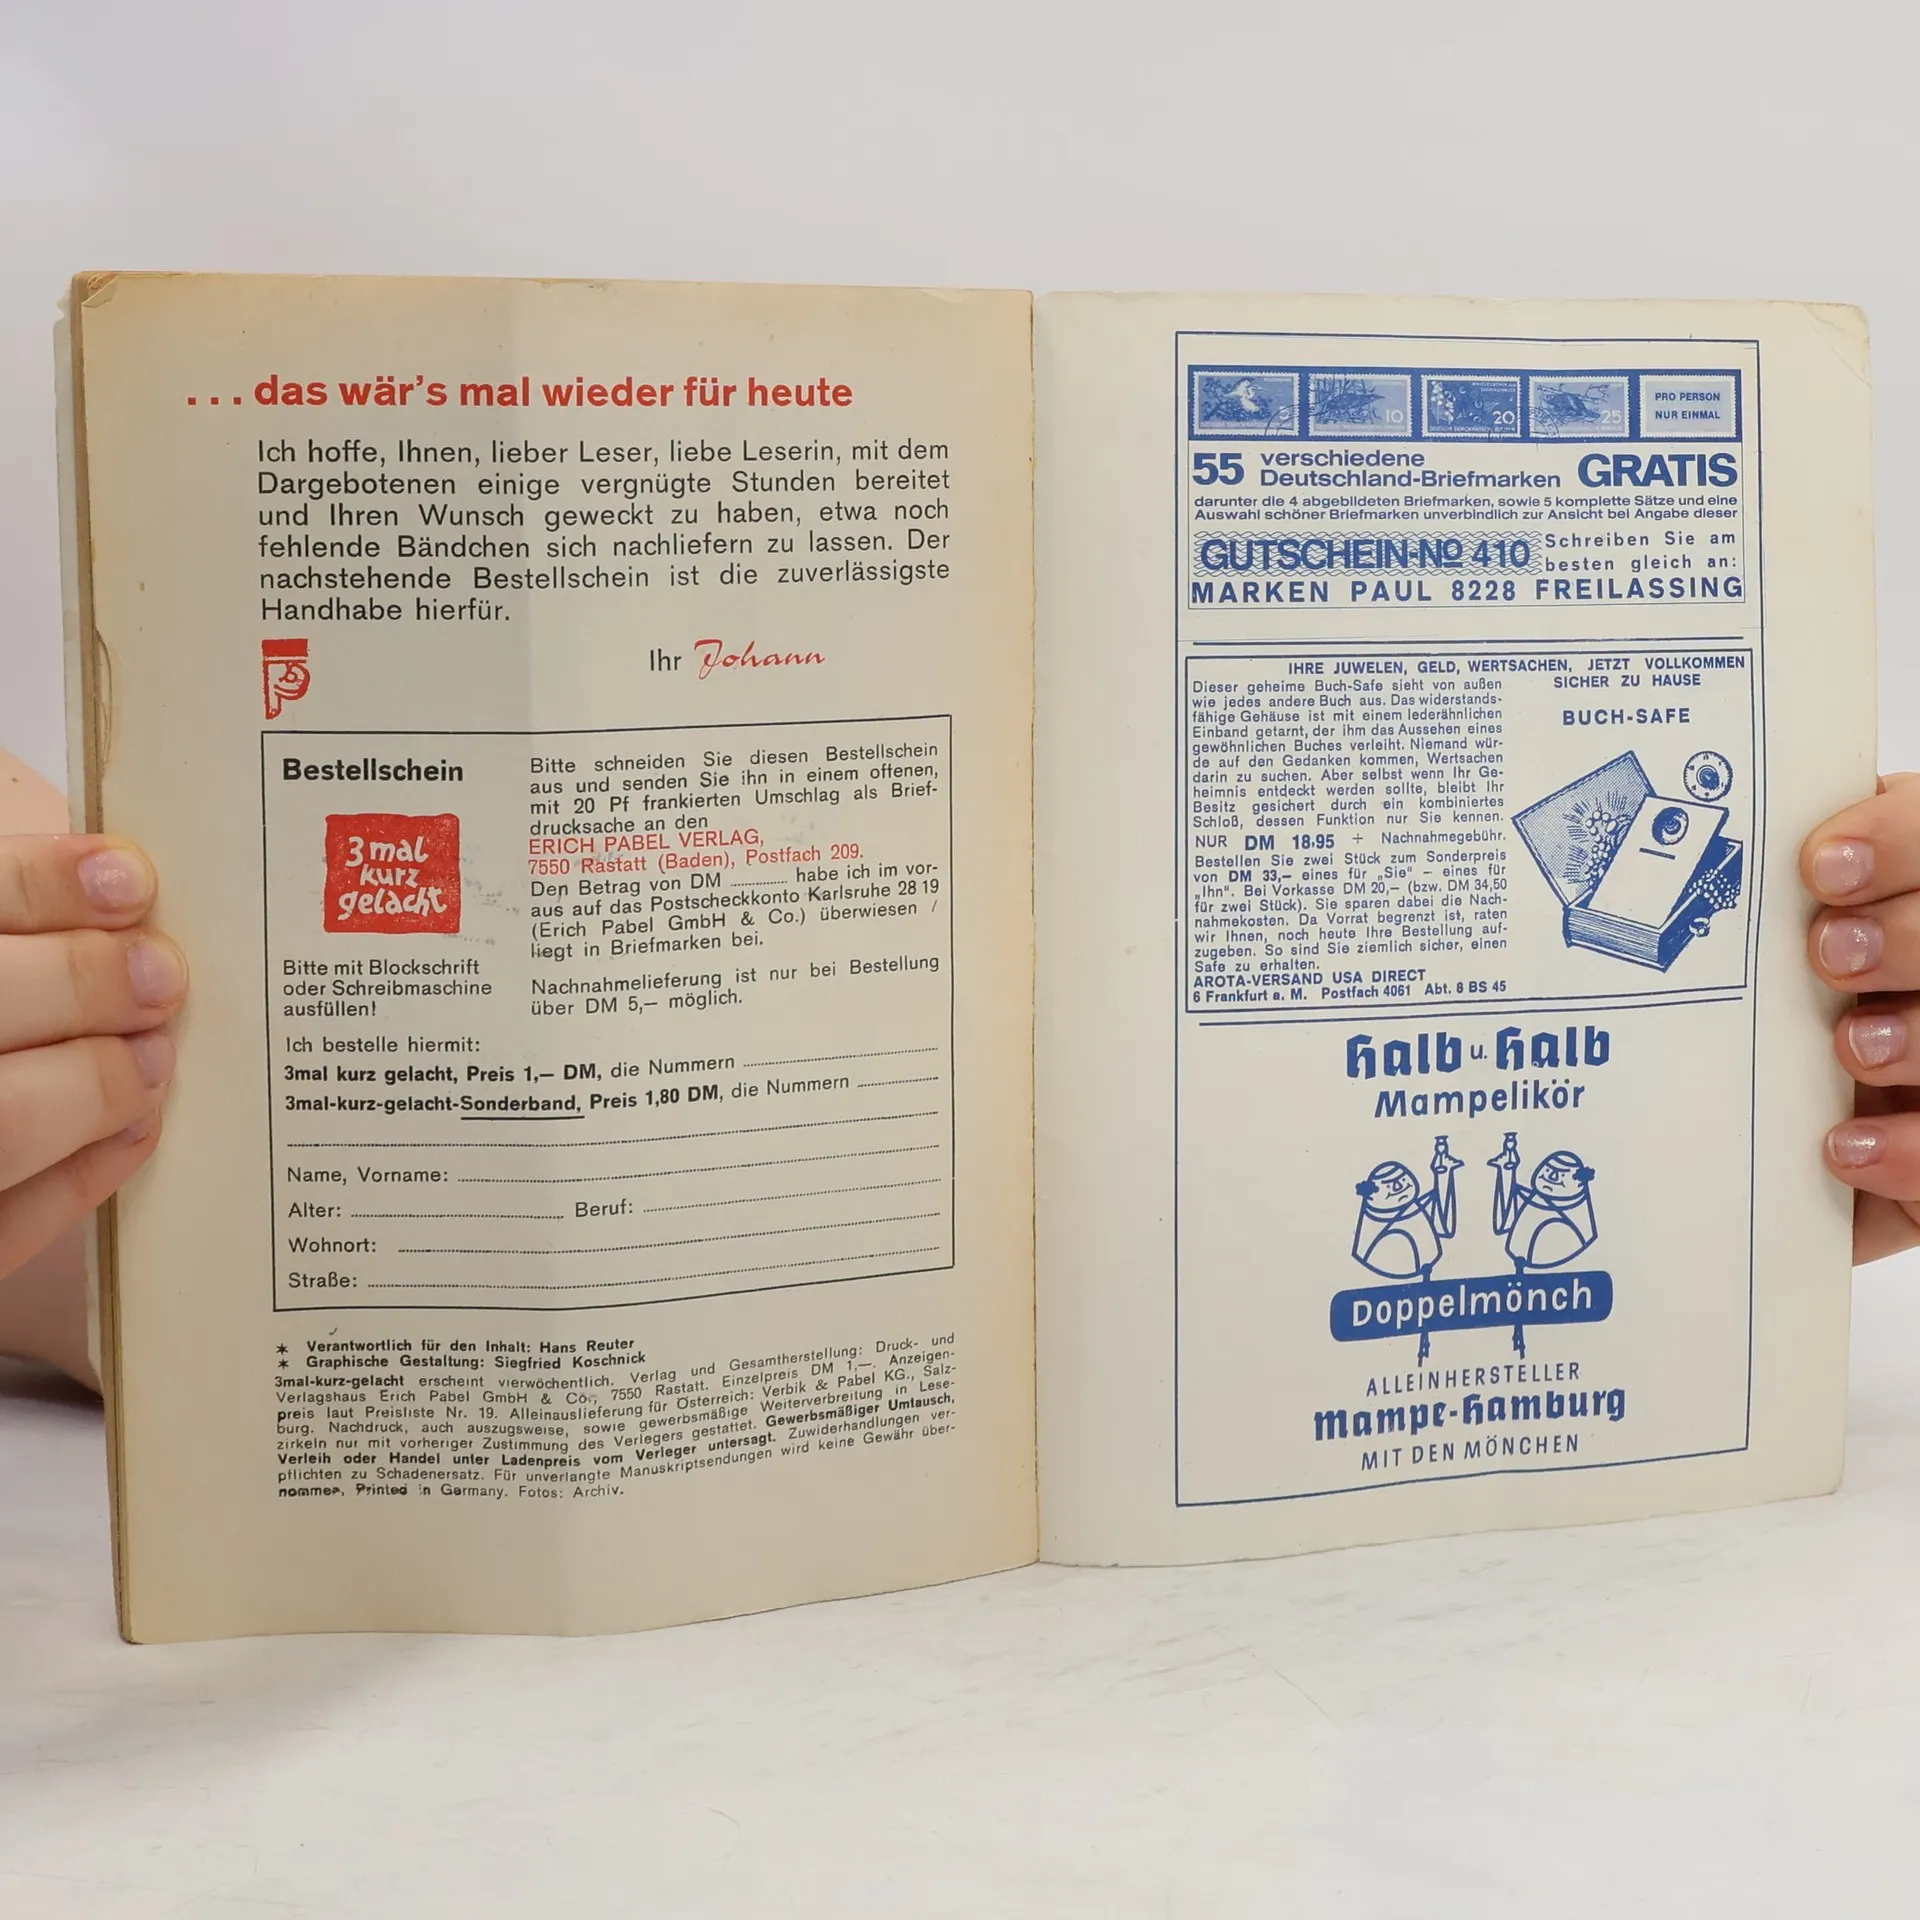 ... das wär's mal wieder für heute
Ich hoffe, Ihnen, lieber Leser, liebe Leserin, mit dem
Dargebotenen einige vergnügte Stunden bereitet
und Ihren Wunsch geweckt zu haben, etwa noch
fehlende Bändchen sich nachliefern zu lassen. Der
nachstehende Bestellschein ist die zuverlässigste
Handhabe hierfür.
Ihr Johann
Bestellschein
3 mal
kurz
gelacht
Bitte mit Blockschrift
oder Schreibmaschine
ausfüllen!
Bitte schneiden Sie diesen Bestellschein
aus und senden Sie ihn in einem offenen,
mit 20 Pf frankierten Umschlag als Brief-
drucksache an den
ERICH PABEL VERLAG,
7550 Rastatt (Baden), Postfach 209.
Den Betrag von DM ............ habe ich im vor-
aus auf das Postscheckkonto Karlsruhe 28 19
(Erich Pabel GmbH & Co.) überwiesen /
liegt in Briefmarken bei.
Nachnahmelieferung ist nur bei Bestellung
über DM 5,— möglich.
Ich bestelle hiermit:
3mal kurz gelacht, Preis 1,— DM, die Nummern
3mal-kurz-gelacht-Sonderband, Preis 1,80 DM, die Nummern
Name, Vorname:
Alter: Beruf:
Wohnort:
Straße:
* Verantwortlich für den Inhalt: Hans Reuter
* Graphische Gestaltung: Siegfried Koschnick
3mal-kurz-gelacht erscheint vierwöchentlich. Verlag und Gesamtherstellung: Druck- und
Verlagshaus Erich Pabel GmbH & Co., 7550 Rastatt. Einzelpreis DM 1,—. Anzeigen-
preis laut Preisliste Nr. 19. Alleinauslieferung für Österreich: Verbik & Pabel KG., Salz-
burg. Nachdruck, auch auszugsweise, sowie gewerbsmäßige Weiterverbreitung in Lese-
zirkeln nur mit vorheriger Zustimmung des Verlegers gestattet. Gewerbsmäßiger Umtausch,
Verleih oder Handel unter Ladenpreis vom Verleger untersagt. Zuwiderhandlungen ver-
pflichten zu Schadenersatz. Für unverlangte Manuskriptsendungen wird keine Gewähr über-
nommen. Printed in Germany. Fotos: Archiv.
10 20 25
PRO PERSON
NUR EINMAL
55 verschiedene
Deutschland-Briefmarken GRATIS
darunter die 4 abgebildeten Briefmarken, sowie 5 komplette Sätze und eine
Auswahl schöner Briefmarken unverbindlich zur Ansicht bei Angabe dieser
GUTSCHEIN-No 410
Schreiben Sie am
besten gleich an:
MARKEN PAUL 8228 FREILASSING
IHRE JUWELEN, GELD, WERTSACHEN, JETZT VOLLKOMMEN
SICHER ZU HAUSE
BUCH-SAFE
Dieser geheime Buch-Safe sieht von außen
wie jedes andere Buch aus. Das widerstands-
fähige Gehäuse ist mit einem lederähnlichen
Einband getarnt, der ihm das Aussehen eines
gewöhnlichen Buches verleiht. Niemand wür-
de auf den Gedanken kommen, Wertsachen
darin zu suchen. Aber selbst wenn Ihr Ge-
heimnis entdeckt werden sollte, bleibt Ihr
Besitz gesichert durch ein kombiniertes
Schloß, dessen Funktion nur Sie kennen.
NUR DM 18.95 + Nachnahmegebühr.
Bestellen Sie zwei Stück zum Sonderpreis
von DM 33,— eines für „Sie" – eines für
„Ihn". Bei Vorkasse DM 20,— (bzw. DM 34,50
für zwei Stück). Sie sparen dabei die Nach-
nahmekosten. Da Vorrat begrenzt ist, raten
wir Ihnen, noch heute Ihre Bestellung auf-
zugeben. So sind Sie ziemlich sicher, einen
Safe zu erhalten.
AROTA-VERSAND USA DIRECT
6 Frankfurt a. M. Postfach 4061 Abt. 8 BS 45
Halb u. Halb
Mampelikör
Doppelmönch
ALLEINHERSTELLER
Mampe-Hamburg
MIT DEN MÖNCHEN